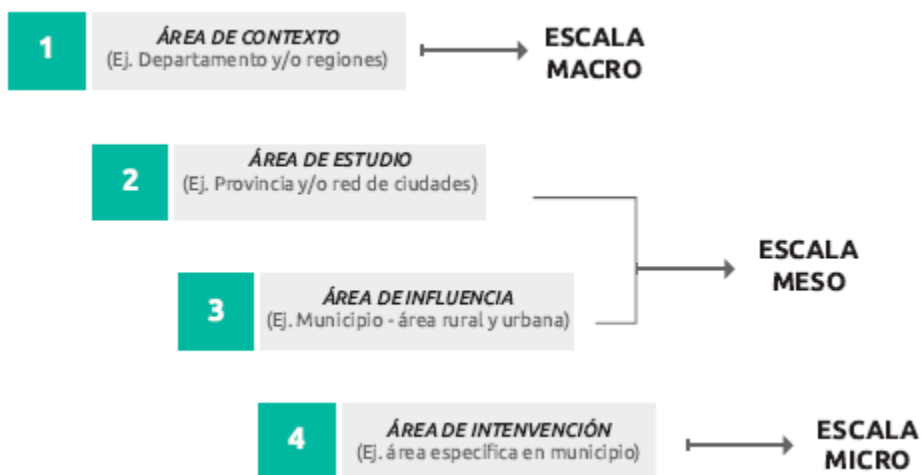 1
ÁREA DE CONTEXTO
(Ej. Departamento y/o regiones)
ESCALA
MACRO
2
ÁREA DE ESTUDIO
(Ej. Provincia y/o red de ciudades)
3
ÁREA DE INFLUENCIA
(Ej. Municipio - área rural y urbana)
ESCALA
MESO
4
ÁREA DE INTENVENCIÓN
(Ej. área específica en municipio)
ESCALA
MICRO